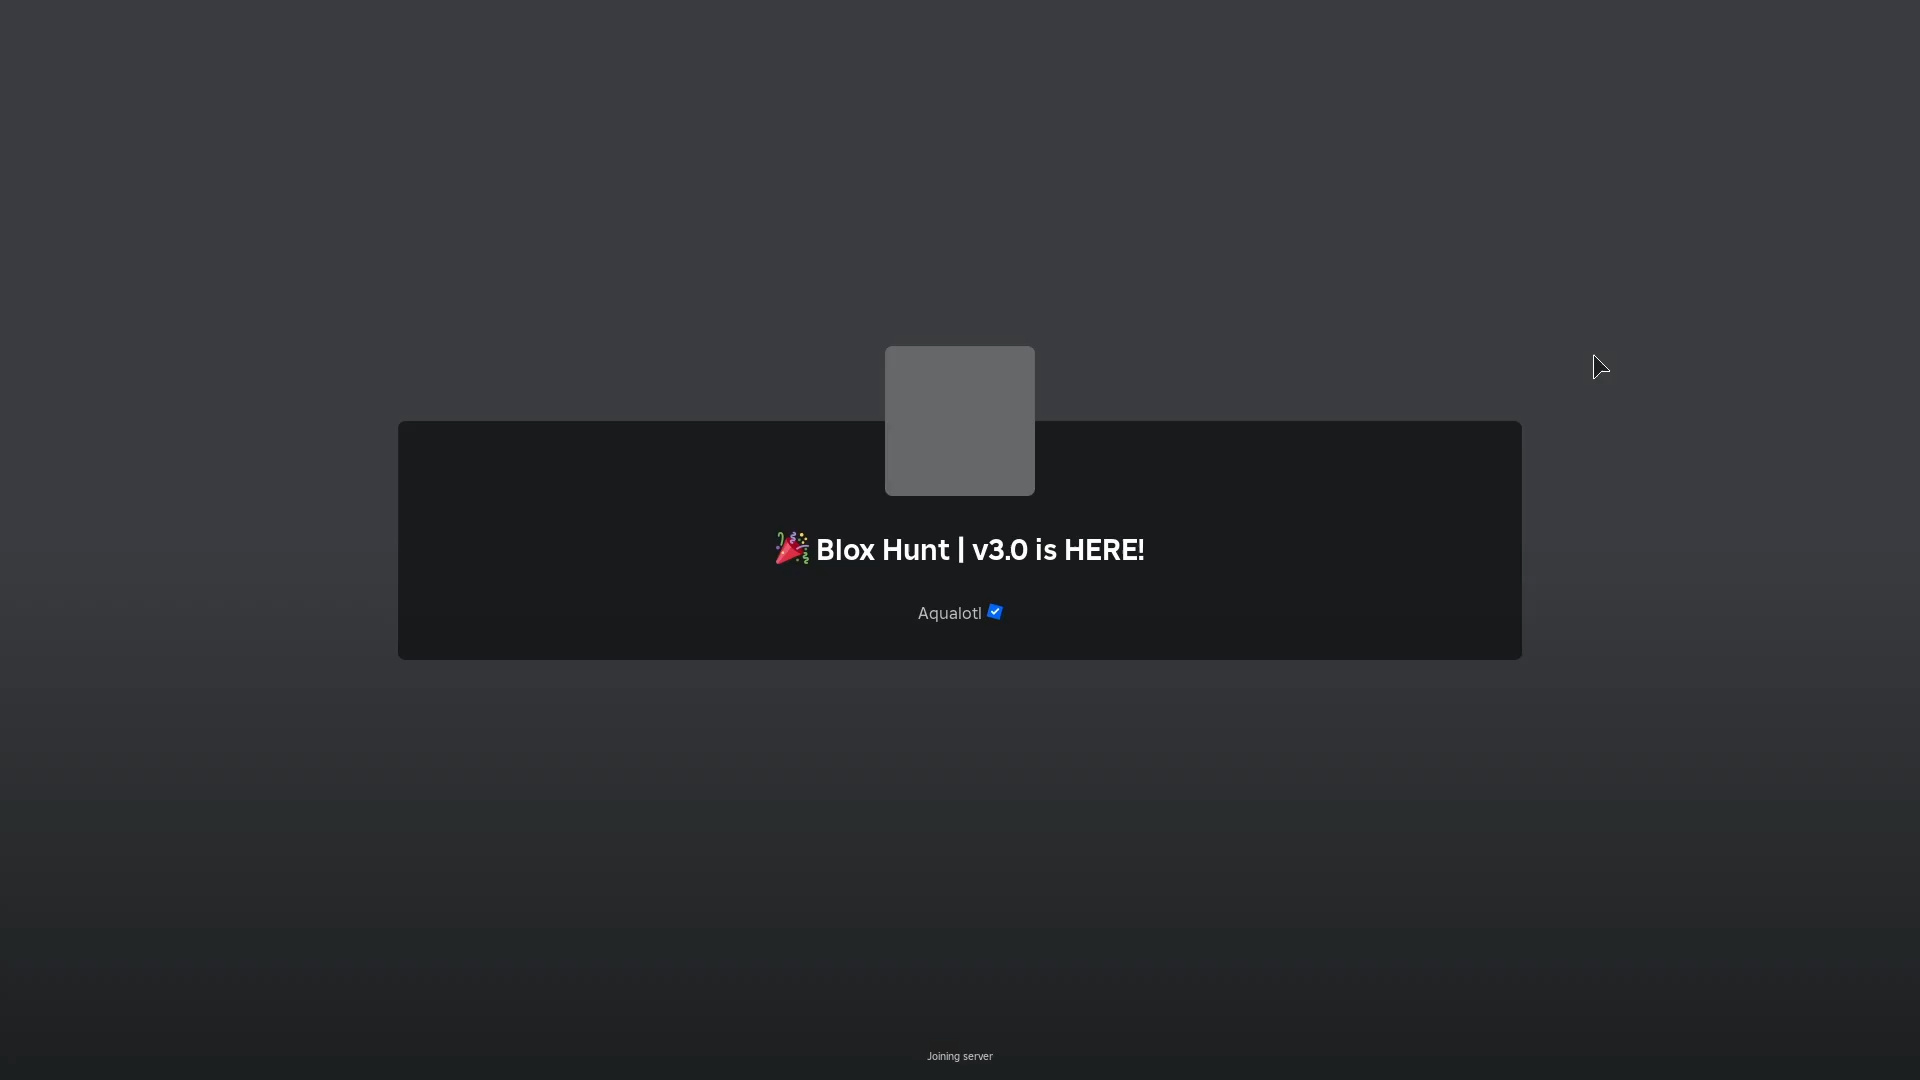 🎉 Blox Hunt | v3.0 is HERE!
Aqualotl
Joining server